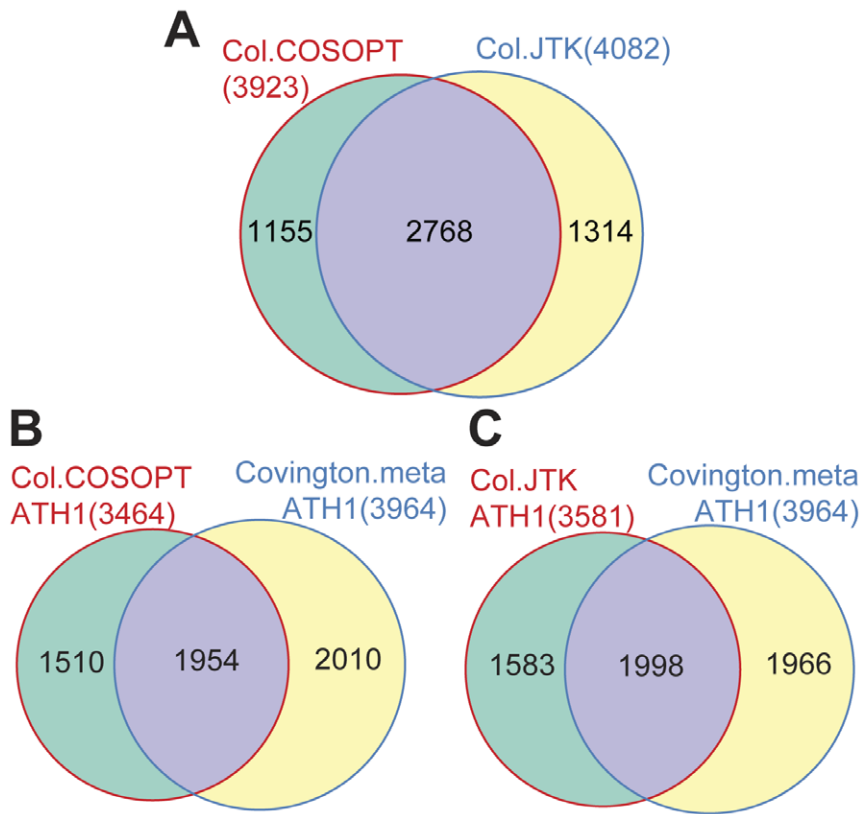 A
Col.COSOPT
(3923)
Col.JTK(4082)
1155
2768
1314
B
Col.COSOPT
ATH1(3464)
Covington.meta
ATH1(3964)
1510
1954
2010
C
Col.JTK
ATH1(3581)
Covington.meta
ATH1(3964)
1583
1998
1966